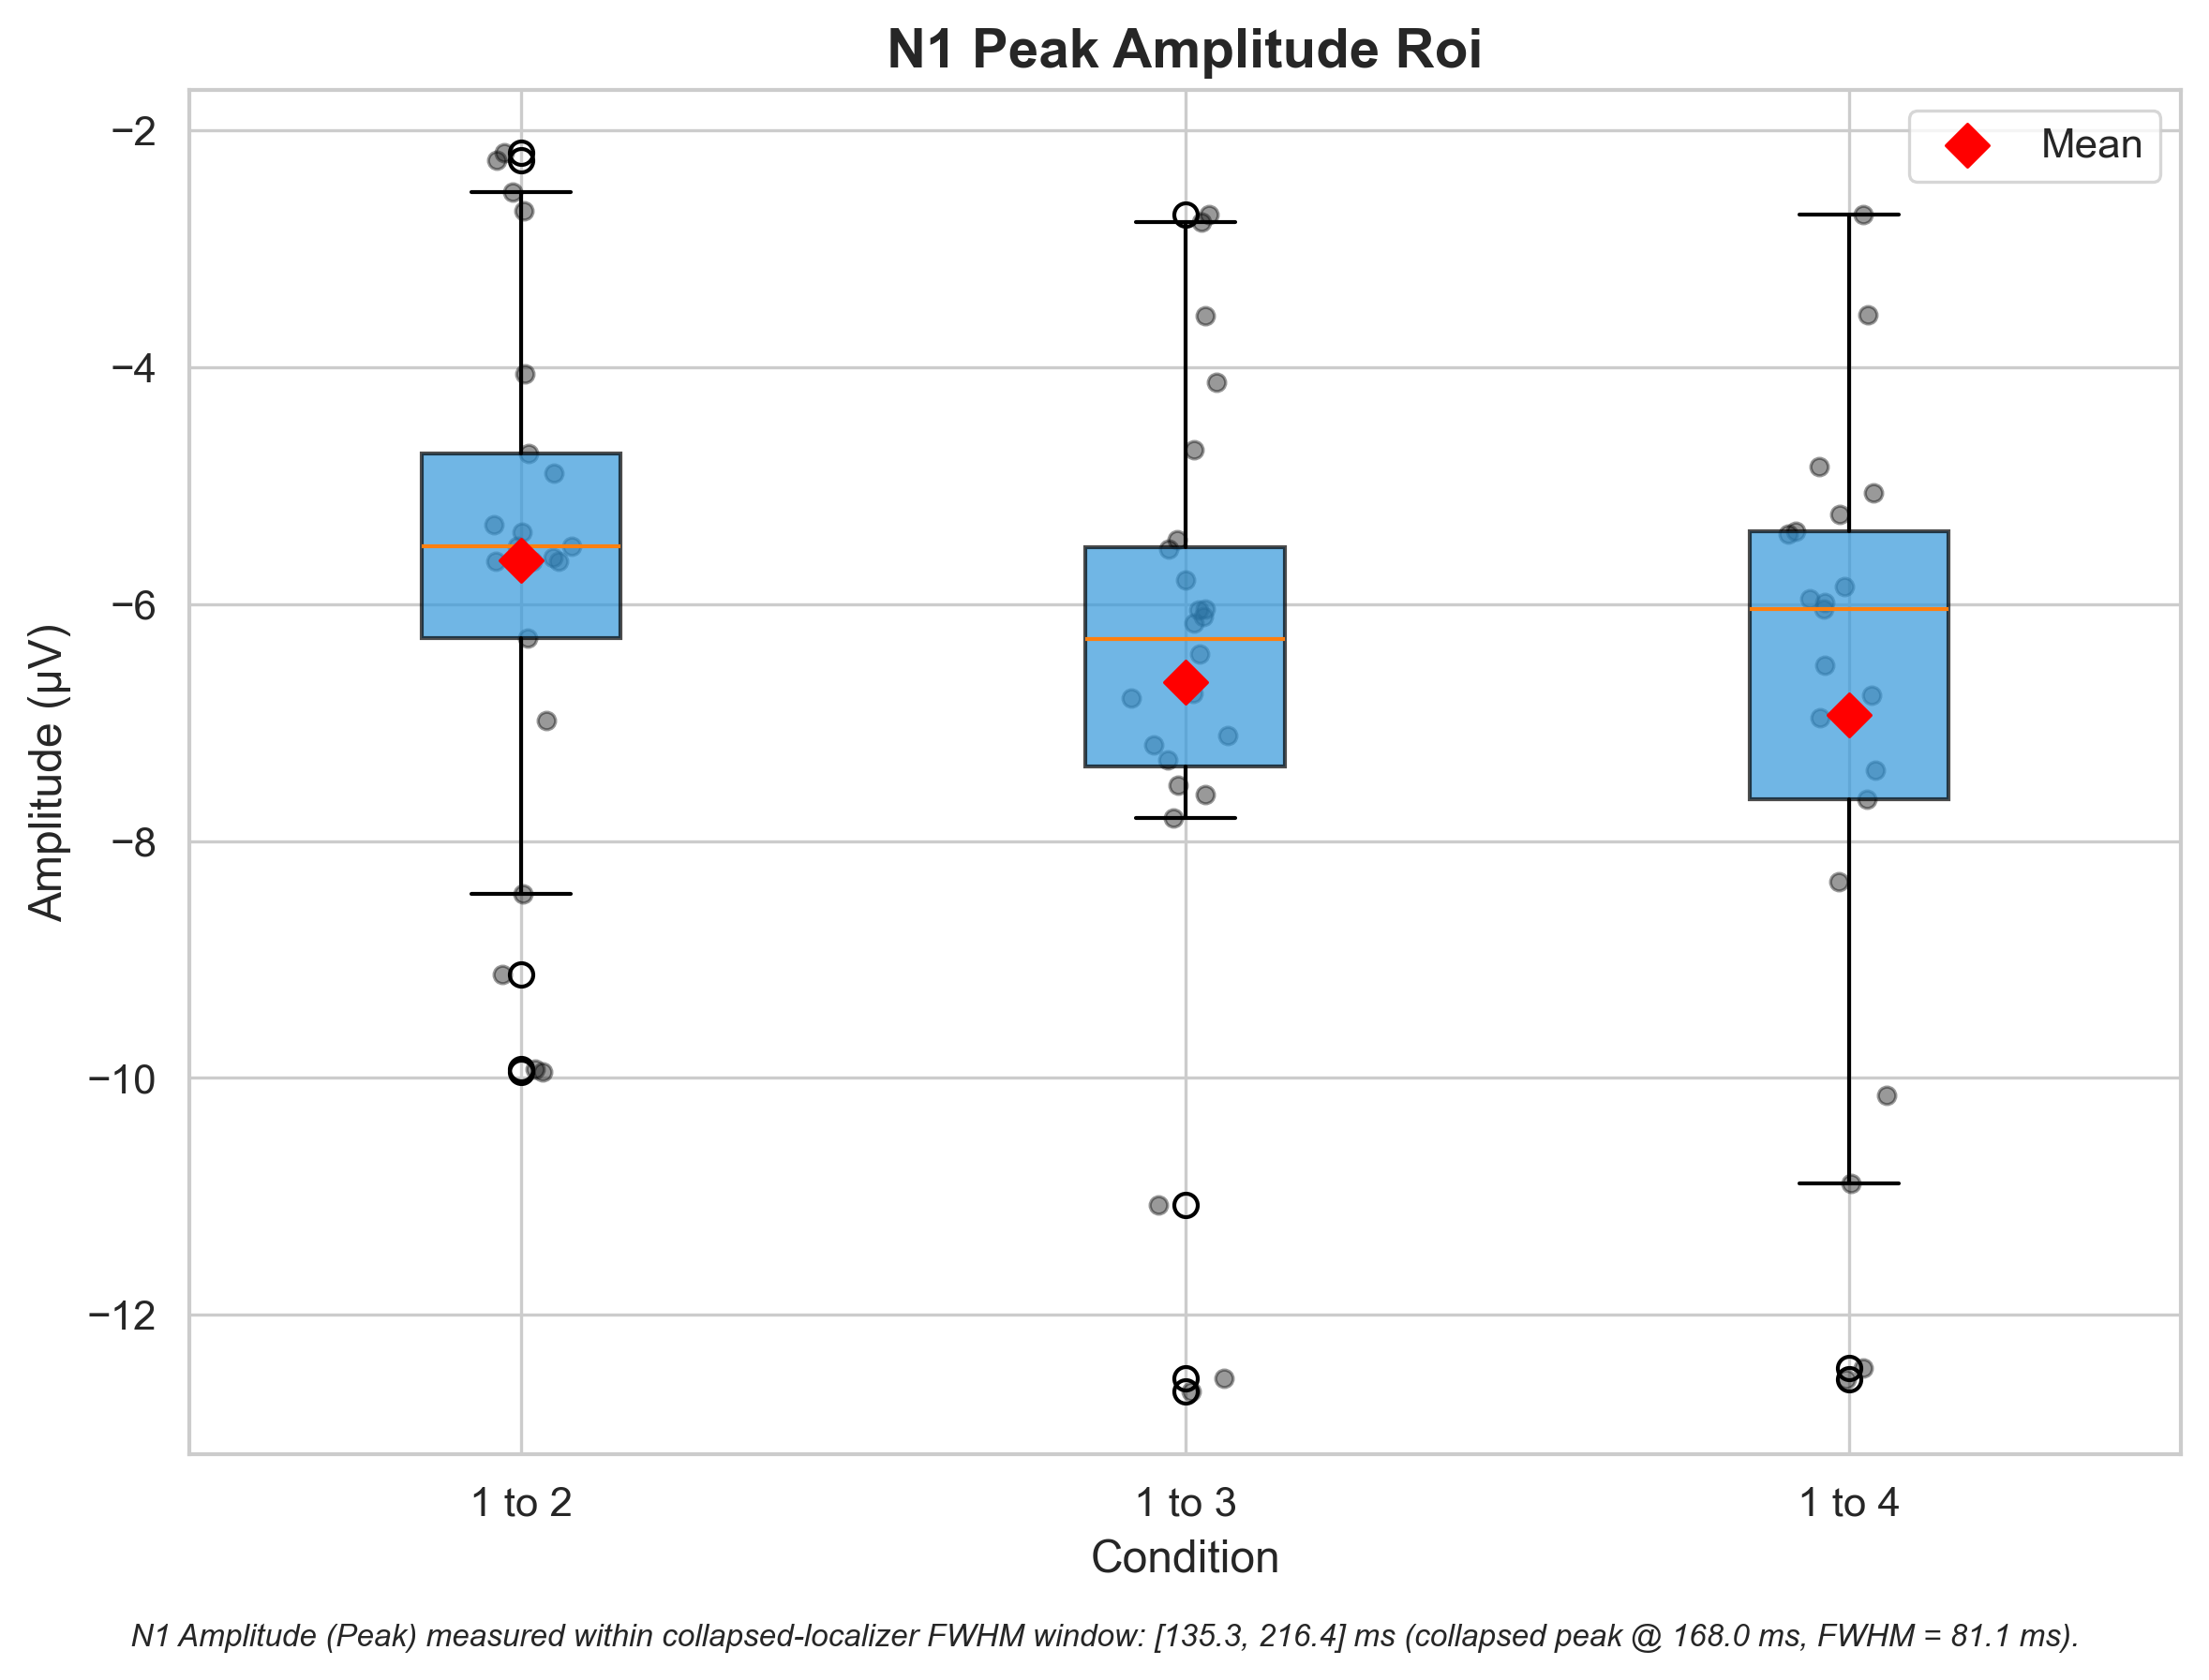 N1 Peak Amplitude Roi
Mean
−2
−4
−6
−8
−10
−12
Amplitude (µV)
1 to 2
1 to 3
1 to 4
Condition
N1 Amplitude (Peak) measured within collapsed-localizer FWHM window: [135.3, 216.4] ms (collapsed peak @ 168.0 ms, FWHM = 81.1 ms).